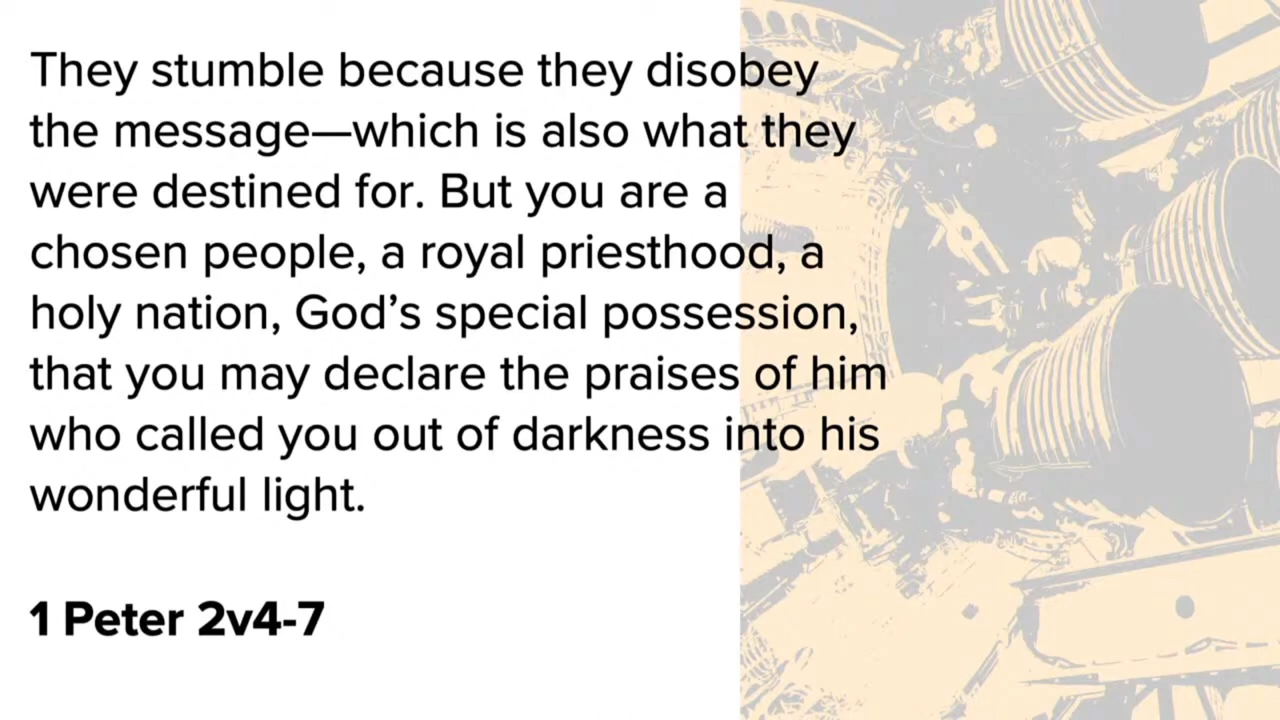 They stumble because they disobey
the message—which is also what they
were destined for. But you are a
chosen people, a royal priesthood, a
holy nation, God’s special possession,
that you may declare the praises of him
who called you out of darkness into his
wonderful light.
1 Peter 2v4-7